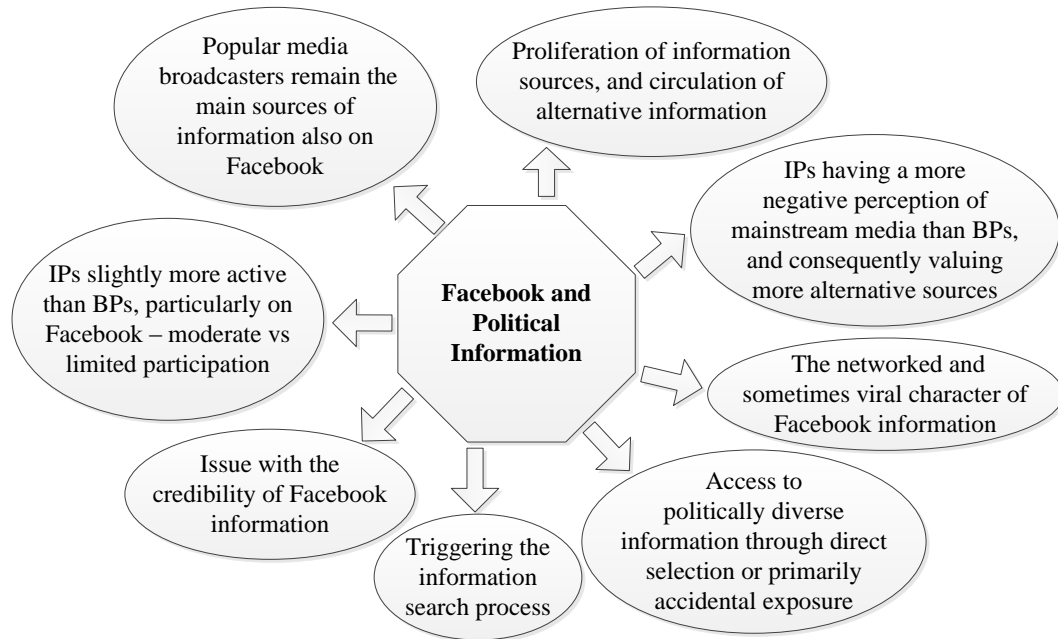 Popular media
broadcasters remain the
main sources of
information also on
Facebook
Proliferation of information
sources, and circulation of
alternative information
IPs having a more
negative perception of
mainstream media than BPs,
and consequently valuing
more alternative sources
IPs slightly more active
than BPs, particularly on
Facebook – moderate vs
limited participation
Facebook and
Political
Information
The networked and
sometimes viral character of
Facebook information
Issue with the
credibility of Facebook
information
Triggering the
information
search process
Access to
politically diverse
information through direct
selection or primarily
accidental exposure